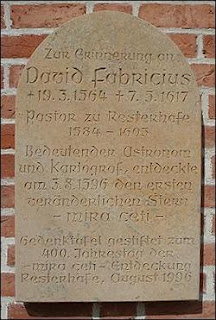 Zur Erinnerung an
David Fabricius
+19.3.1564 +7.5.1617
Pastor zu Resterhafe
1584 - 1603
Bedeutender Astronom
und Kartograf, entdeckte
am 3.8.1596 den ersten
veränderlichen Stern
- mira ceti -
Gedenktafel gestiftet zum
400. Jahrestag der
- mira ceti - Entdeckung
Resterhafe, August 1996